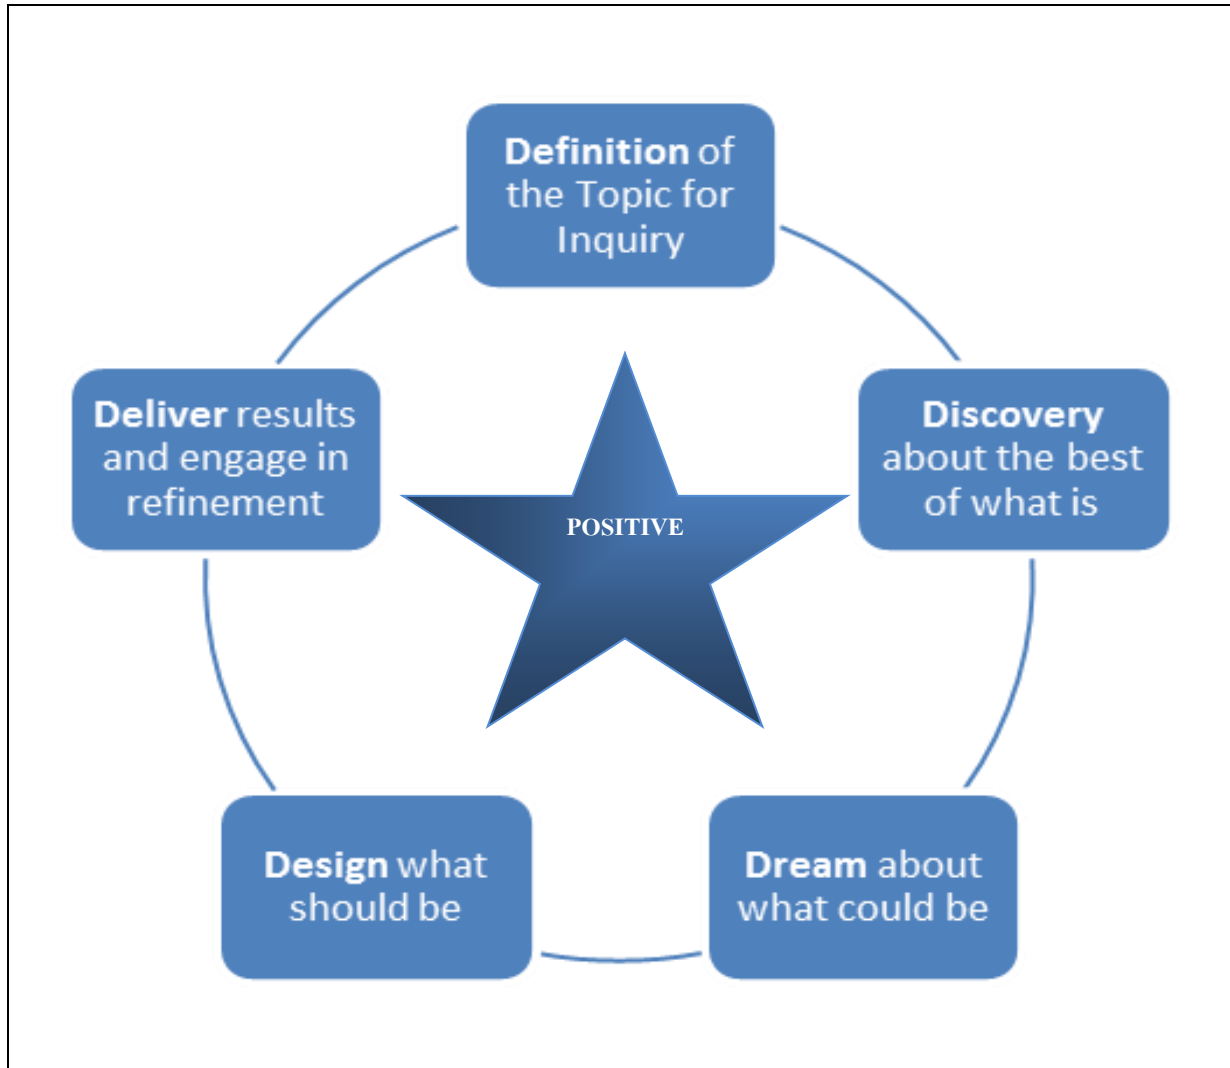 Definition of
the Topic for
Inquiry
Discovery
about the best
of what is
Dream about
what could be
Design what
should be
Deliver results
and engage in
refinement
POSITIVE